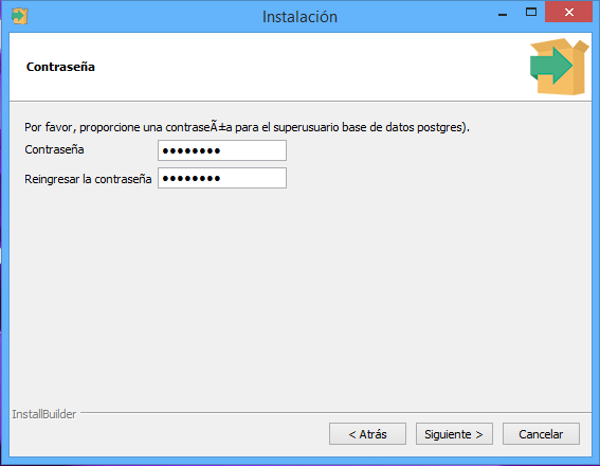 Instalación
Contraseña
Por favor, proporcione una contraseÃ±a para el superusuario base de datos postgres).
Contraseña ••••••••
Reingresar la contraseña ••••••••
InstallBuilder
< Atrás Siguiente > Cancelar